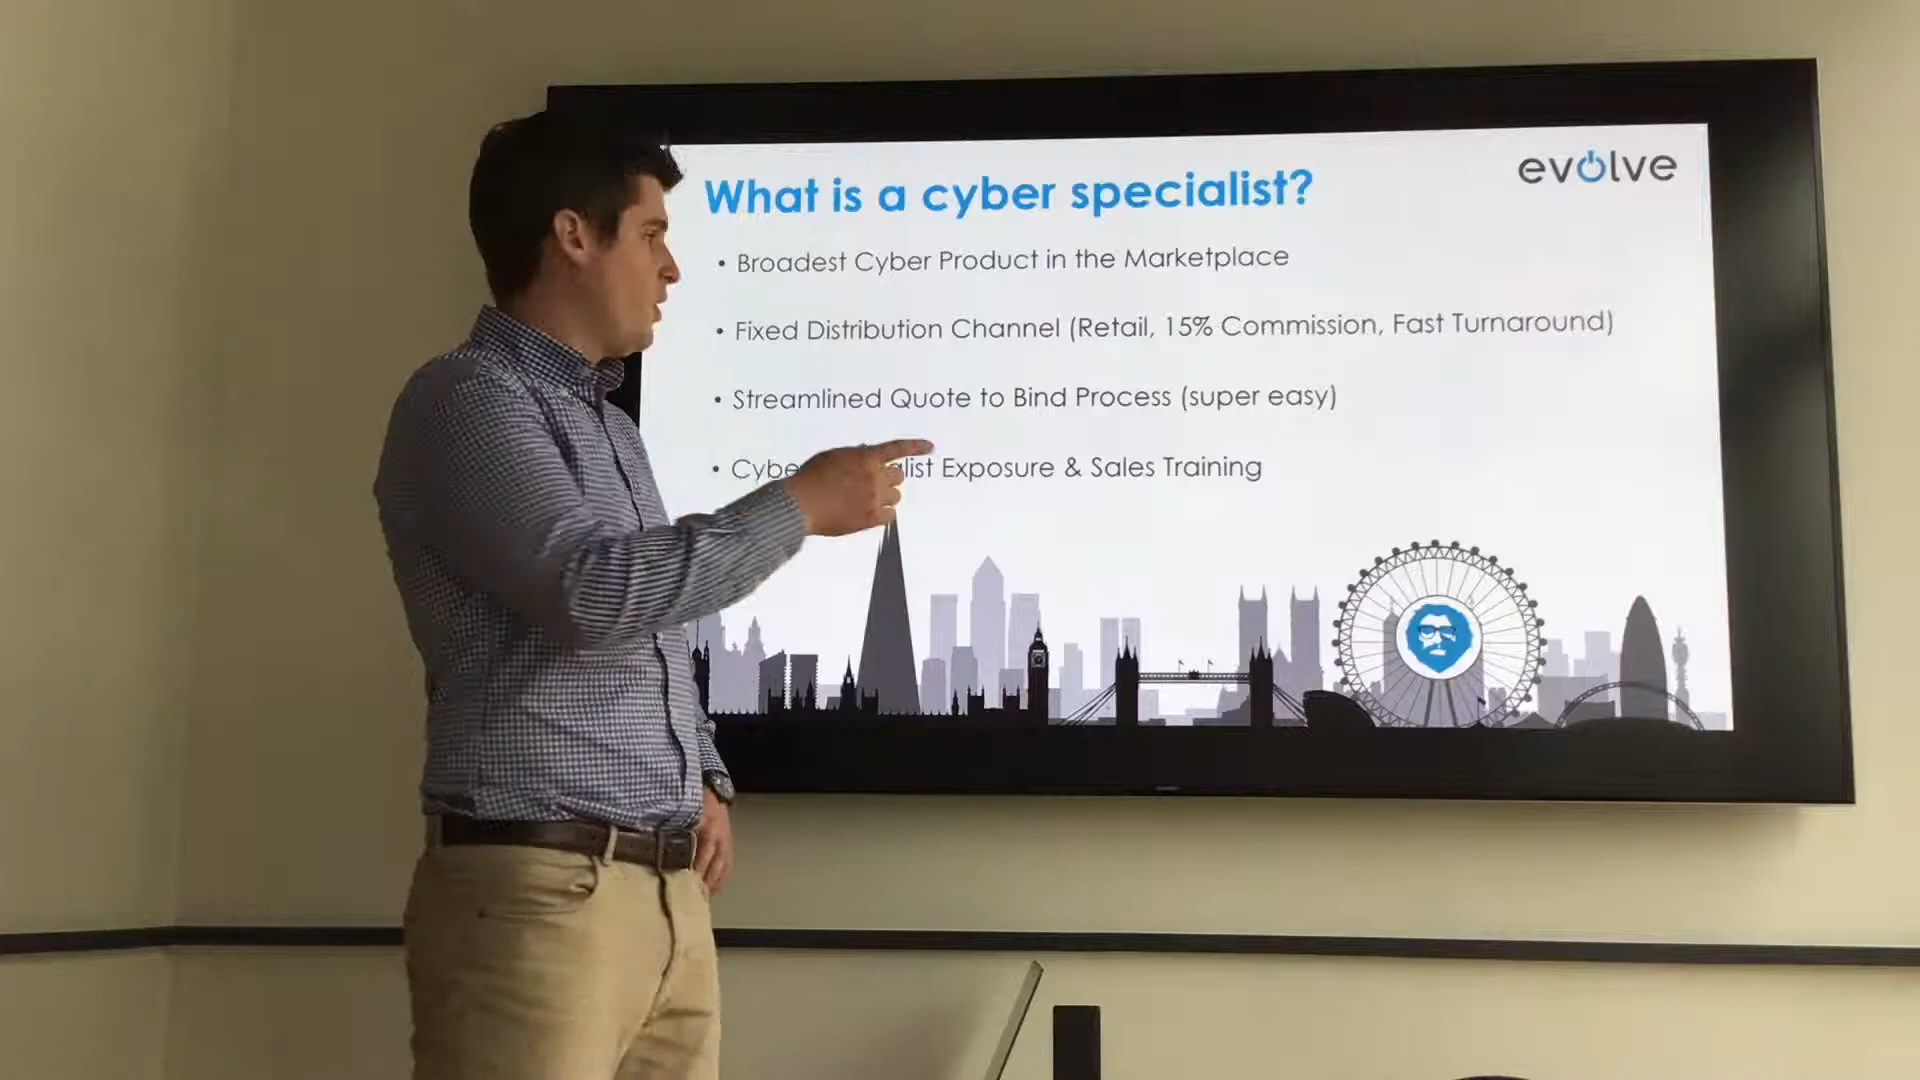 evolve
What is a cyber specialist?
• Broadest Cyber Product in the Marketplace
• Fixed Distribution Channel (Retail, 15% Commission, Fast Turnaround)
• Streamlined Quote to Bind Process (super easy)
• Exposure & Sales Training